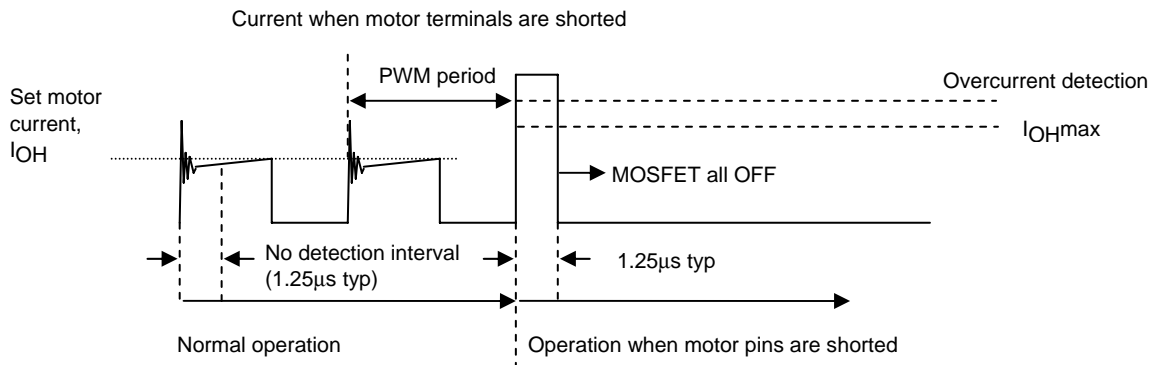 Current when motor terminals are shorted
PWM period
Overcurrent detection
Set motor
current,
IOH
IOHmax
MOSFET all OFF
No detection interval
(1.25μs typ)
1.25μs typ
Normal operation
Operation when motor pins are shorted